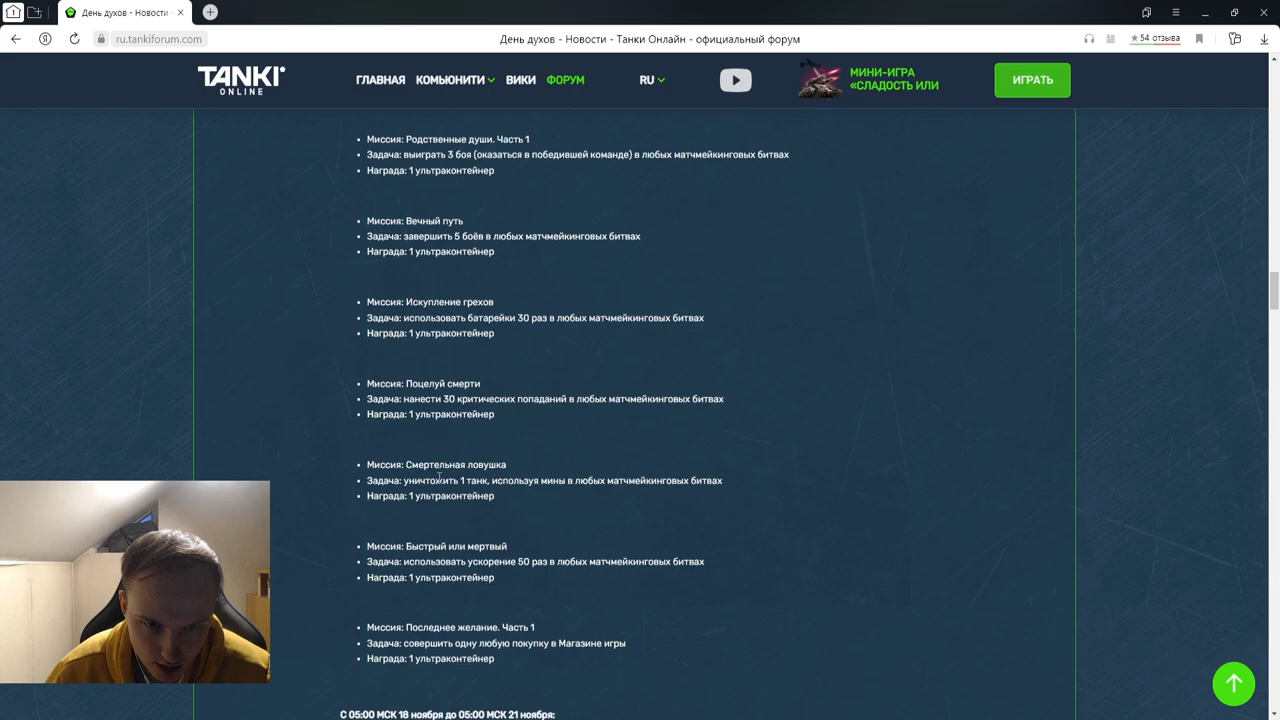 День духов - Новости -
ru.tankiforum.com
День духов - Новости - Танки Онлайн - официальный форум
★ 54 отзыва
TANKI
ONLINE
ГЛАВНАЯ КОМЬЮНИТИ ВИКИ ФОРУМ
RU
МИНИ-ИГРА
«СЛАДОСТЬ ИЛИ
ИГРАТЬ
• Миссия: Родственные души. Часть 1
• Задача: выиграть 3 боя (оказаться в победившей команде) в любых матчмейкинговых битвах
• Награда: 1 ультраконтейнер
• Миссия: Вечный путь
• Задача: завершить 5 боёв в любых матчмейкинговых битвах
• Награда: 1 ультраконтейнер
• Миссия: Искупление грехов
• Задача: использовать батарейки 30 раз в любых матчмейкинговых битвах
• Награда: 1 ультраконтейнер
• Миссия: Поцелуй смерти
• Задача: нанести 30 критических попаданий в любых матчмейкинговых битвах
• Награда: 1 ультраконтейнер
• Миссия: Смертельная ловушка
• Задача: уничтожить 1 танк, используя мины в любых матчмейкинговых битвах
• Награда: 1 ультраконтейнер
• Миссия: Быстрый или мертвый
• Задача: использовать ускорение 50 раз в любых матчмейкинговых битвах
• Награда: 1 ультраконтейнер
• Миссия: Последнее желание. Часть 1
• Задача: совершить одну любую покупку в Магазине игры
• Награда: 1 ультраконтейнер
С 05:00 МСК 18 ноября до 05:00 МСК 21 ноября: